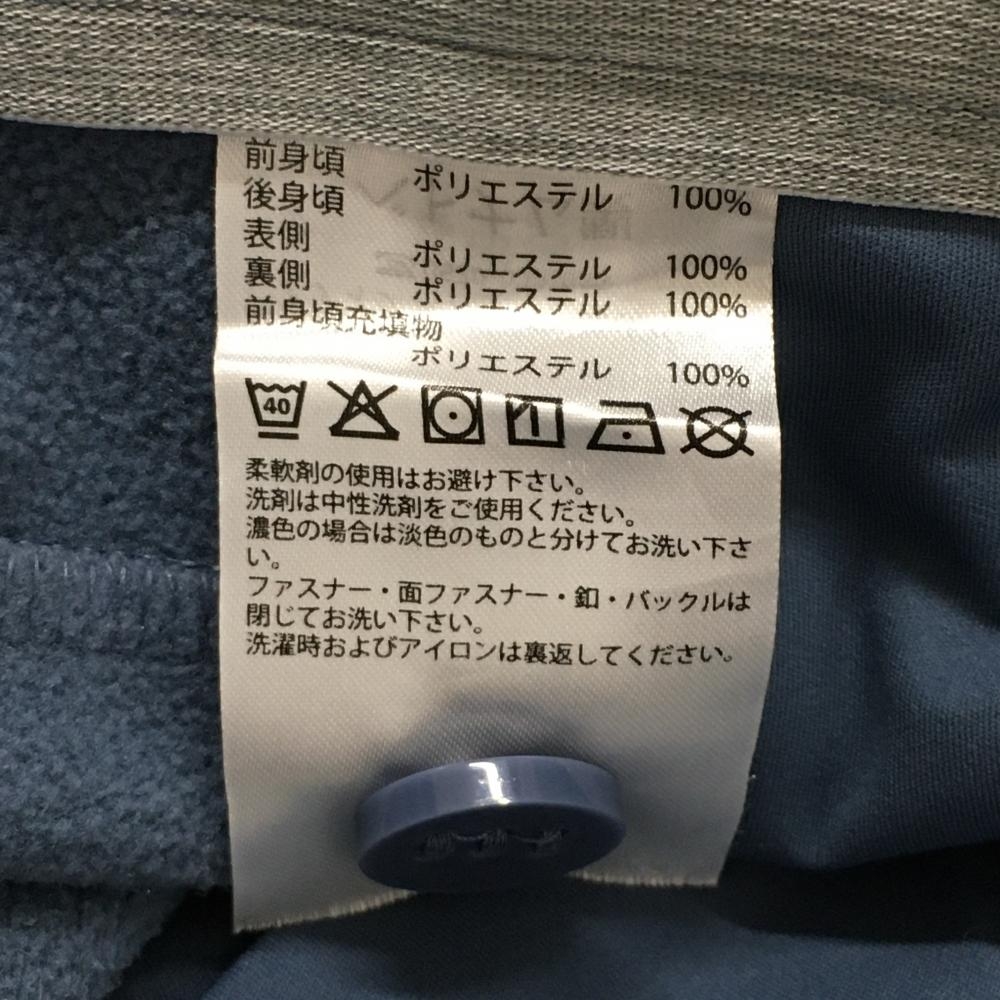 前身頃 ポリエステル 100%
後身頃
表側 ポリエステル 100%
裏側 ポリエステル 100%
前身頃充填物
ポリエステル 100%
40
柔軟剤の使用はお避け下さい。
洗剤は中性洗剤をご使用ください。
濃色の場合は淡色のものと分けてお洗い下さ
い。
ファスナー・面ファスナー・釦・バックルは
閉じてお洗い下さい。
洗濯時およびアイロンは裏返してください。